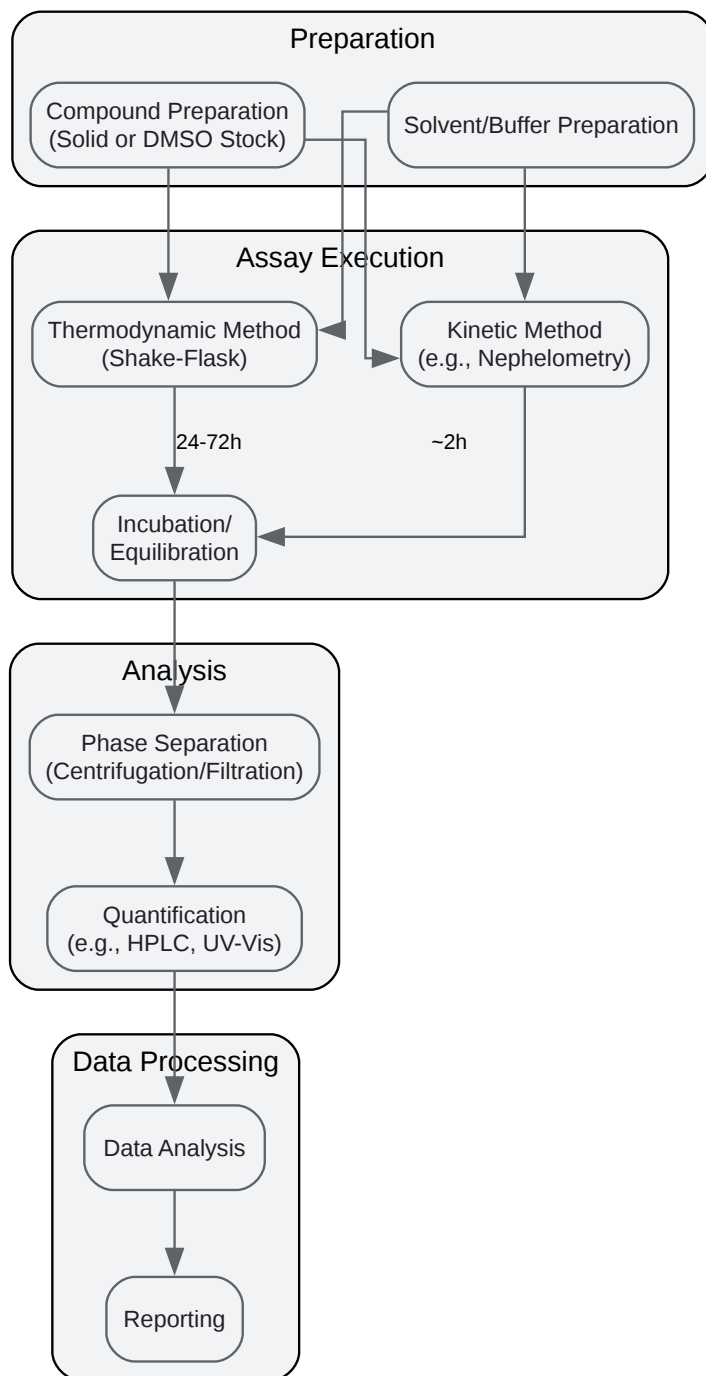 Preparation
Compound Preparation
(Solid or DMSO Stock)
Solvent/Buffer Preparation
Assay Execution
Thermodynamic Method
(Shake-Flask)
Kinetic Method
(e.g., Nephelometry)
24-72h
~2h
Incubation/
Equilibration
Analysis
Phase Separation
(Centrifugation/Filtration)
Quantification
(e.g., HPLC, UV-Vis)
Data Processing
Data Analysis
Reporting